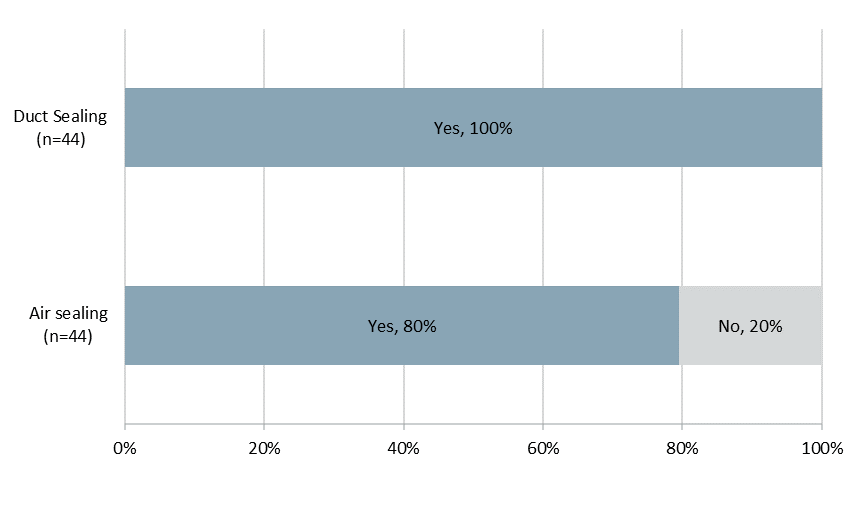 Duct Sealing
(n=44)
Yes, 100%
Air sealing
(n=44)
Yes, 80%
No, 20%
0%
20%
40%
60%
80%
100%